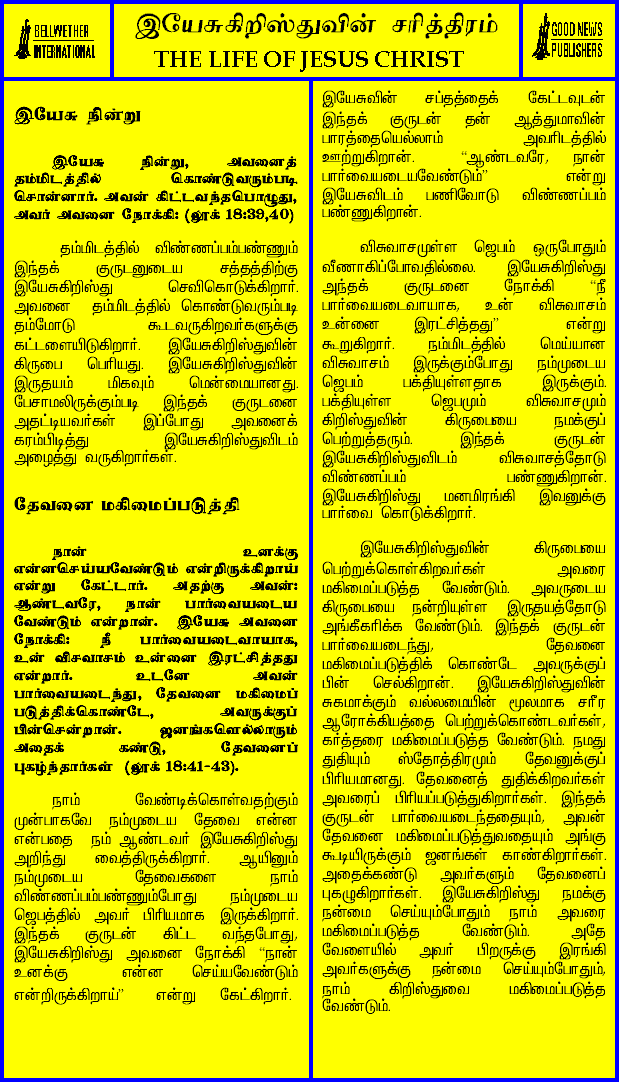 BELLWETHER
INTERNATIONAL
இயேசுகிறிஸ்துவின் சரித்திரம்
THE LIFE OF JESUS CHRIST
GOOD NEWS
PUBLISHERS
இயேசு நின்று
இயேசு நின்று, அவனைத்
தம்மிடத்தில் கொண்டுவரும்படி
சொன்னார். அவன் கிட்டவந்தபொழுது,
அவர் அவனை நோக்கி: (லூக் 18:39,40)
தம்மிடத்தில் விண்ணப்பம்பண்ணும்
இந்தக் குருடனுடைய சத்தத்திற்கு
இயேசுகிறிஸ்து செவிகொடுக்கிறார்.
அவனை தம்மிடத்தில் கொண்டுவரும்படி
தம்மோடு கூடவருகிறவர்களுக்கு
கட்டளையிடுகிறார். இயேசுகிறிஸ்துவின்
கிருபை பெரியது. இயேசுகிறிஸ்துவின்
இருதயம் மிகவும் மென்மையானது.
பேசாமலிருக்கும்படி இந்தக் குருடனை
அதட்டியவர்கள் இப்போது அவனைக்
கரம்பிடித்து இயேசுகிறிஸ்துவிடம்
அழைத்து வருகிறார்கள்.
தேவனை மகிமைப்படுத்தி
நான் உனக்கு
என்னசெய்யவேண்டும் என்றிருக்கிறாய்
என்று கேட்டார். அதற்கு அவன்:
ஆண்டவரே, நான் பார்வையடைய
வேண்டும் என்றான். இயேசு அவனை
நோக்கி: நீ பார்வையடைவாயாக,
உன் விசவாசம் உன்னை இரட்சித்தது
என்றார். உடனே அவன்
பார்வையடைந்து, தேவனை மகிமைப்
படுத்திக்கொண்டே, அவருக்குப்
பின்சென்றான். ஜனங்களெல்லாரும்
அதைக் கண்டு, தேவனைப்
புகழ்ந்தார்கள் (லூக் 18:41-43).
நாம் வேண்டிக்கொள்வதற்கும்
முன்பாகவே நம்முடைய தேவை என்ன
என்பதை நம் ஆண்டவர் இயேசுகிறிஸ்து
அறிந்து வைத்திருக்கிறார். ஆயினும்
நம்முடைய தேவைகளை நாம்
விண்ணப்பம்பண்ணும்போது நம்முடைய
ஜெபத்தில் அவர் பிரியமாக இருக்கிறார்.
இந்தக் குருடன் கிட்ட வந்தபோது,
இயேசுகிறிஸ்து அவனை நோக்கி “நான்
உனக்கு என்ன செய்யவேண்டும்
என்றிருக்கிறாய்” என்று கேட்கிறார்.
இயேசுவின் சப்தத்தைக் கேட்டவுடன்
இந்தக் குருடன் தன் ஆத்துமாவின்
பாரத்தையெல்லாம் அவரிடத்தில்
ஊற்றுகிறான். “ஆண்டவரே, நான்
பார்வையடையவேண்டும்” என்று
இயேசுவிடம் பணிவோடு விண்ணப்பம்
பண்ணுகிறான்.
விசுவாசமுள்ள ஜெபம் ஒருபோதும்
வீணாகிப்போவதில்லை. இயேசுகிறிஸ்து
அந்தக் குருடனை நோக்கி “நீ
பார்வையடைவாயாக, உன் விசுவாசம்
உன்னை இரட்சித்தது” என்று
கூறுகிறார். நம்மிடத்தில் மெய்யான
விசுவாசம் இருக்கும்போது நம்முடைய
ஜெபம் பக்தியுள்ளதாக இருக்கும்.
பக்தியுள்ள ஜெபமும் விசுவாசமும்
கிறிஸ்துவின் கிருபையை நமக்குப்
பெற்றுத்தரும். இந்தக் குருடன்
இயேசுகிறிஸ்துவிடம் விசுவாசத்தோடு
விண்ணப்பம் பண்ணுகிறான்.
இயேசுகிறிஸ்து மனமிரங்கி இவனுக்கு
பார்வை கொடுக்கிறார்.
இயேசுகிறிஸ்துவின் கிருபையை
பெற்றுக்கொள்கிறவர்கள் அவரை
மகிமைப்படுத்த வேண்டும். அவருடைய
கிருபையை நன்றியுள்ள இருதயத்தோடு
அங்கீகரிக்க வேண்டும். இந்தக் குருடன்
பார்வையடைந்து, தேவனை
மகிமைப்படுத்திக் கொண்டே அவருக்குப்
பின் செல்கிறான். இயேசுகிறிஸ்துவின்
சுகமாக்கும் வல்லமையின் மூலமாக சரீர
ஆரோக்கியத்தை பெற்றுக்கொண்டவர்கள்,
கர்த்தரை மகிமைப்படுத்த வேண்டும். நமது
துதியும் ஸ்தோத்திரமும் தேவனுக்குப்
பிரியமானது. தேவனைத் துதிக்கிறவர்கள்
அவரைப் பிரியப்படுத்துகிறார்கள். இந்தக்
குருடன் பார்வையடைந்ததையும், அவன்
தேவனை மகிமைப்படுத்துவதையும் அங்கு
கூடியிருக்கும் ஜனங்கள் காண்கிறார்கள்.
அதைக்கண்டு அவர்களும் தேவனைப்
புகழுகிறார்கள். இயேசுகிறிஸ்து நமக்கு
நன்மை செய்யும்போதும் நாம் அவரை
மகிமைப்படுத்த வேண்டும். அதே
வேளையில் அவர் பிறருக்கு இரங்கி
அவர்களுக்கு நன்மை செய்யும்போதும்,
நாம் கிறிஸ்துவை மகிமைப்படுத்த
வேண்டும்.